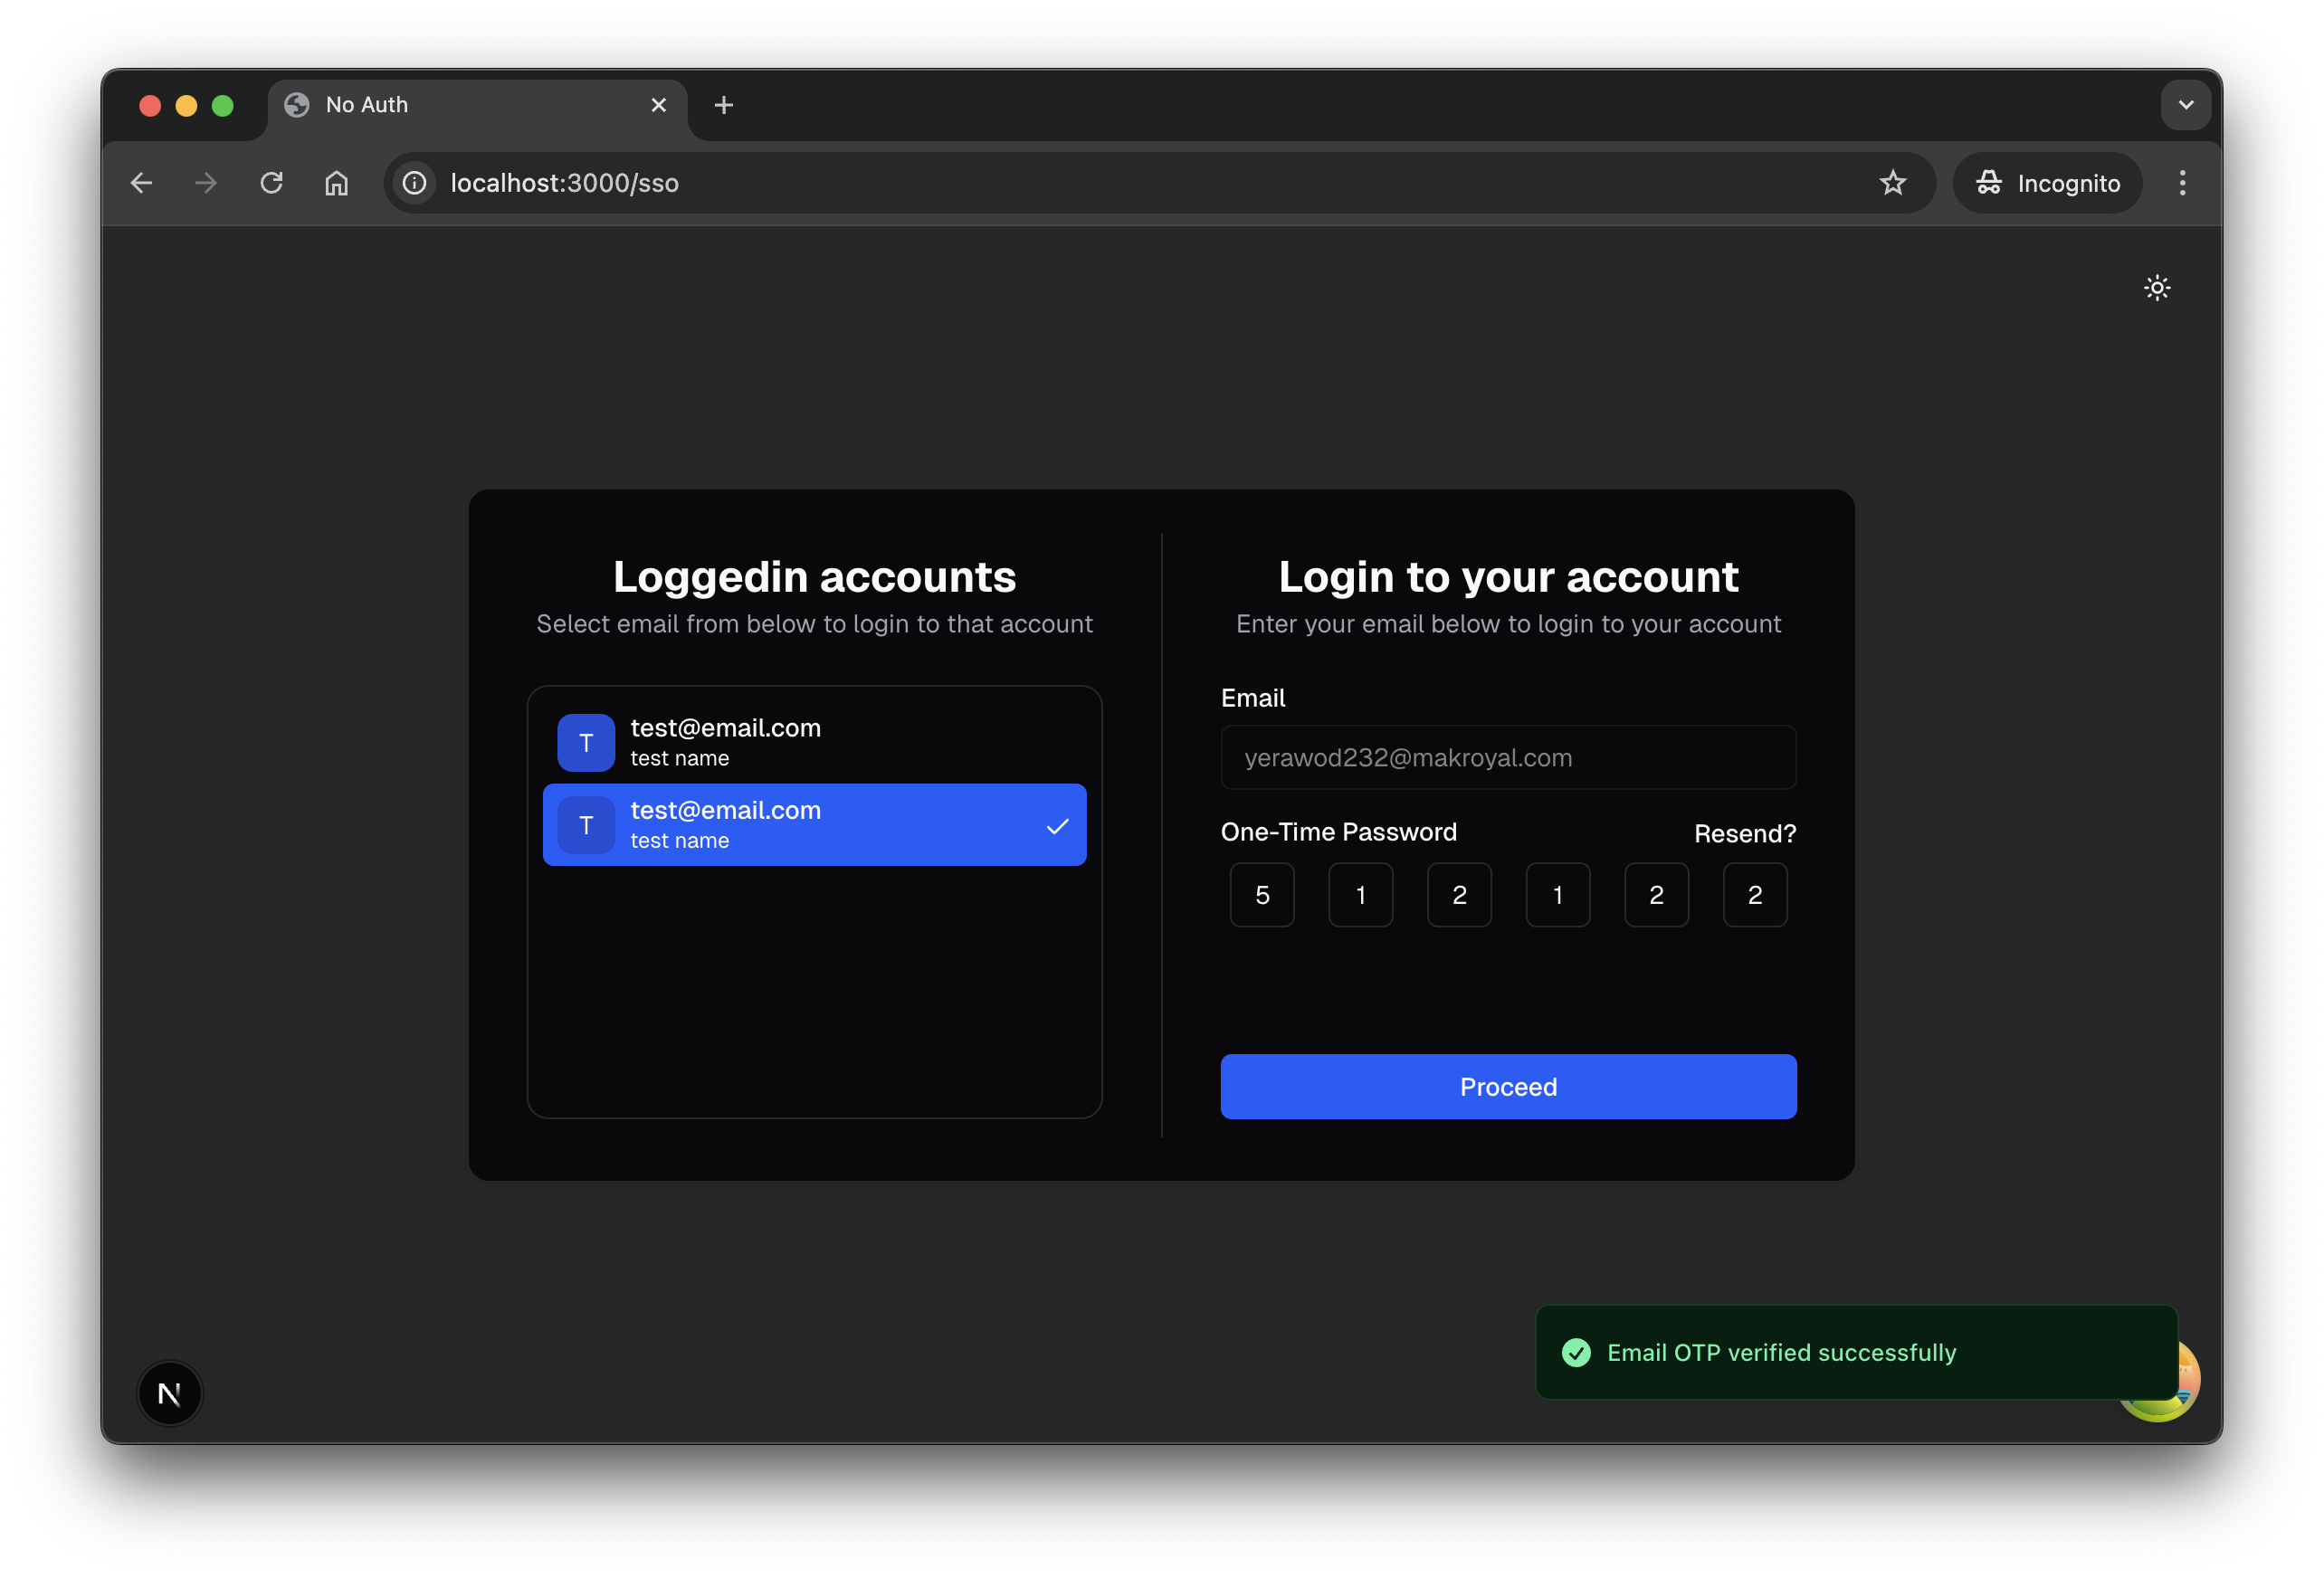 No Auth
localhost:3000/sso
Incognito
Loggedin accounts
Select email from below to login to that account
T
test@email.com
test name
T
test@email.com
test name
Login to your account
Enter your email below to login to your account
Email
yerawod232@makroyal.com
One-Time Password
Resend?
5 1 2 1 2 2
Proceed
Email OTP verified successfully
N